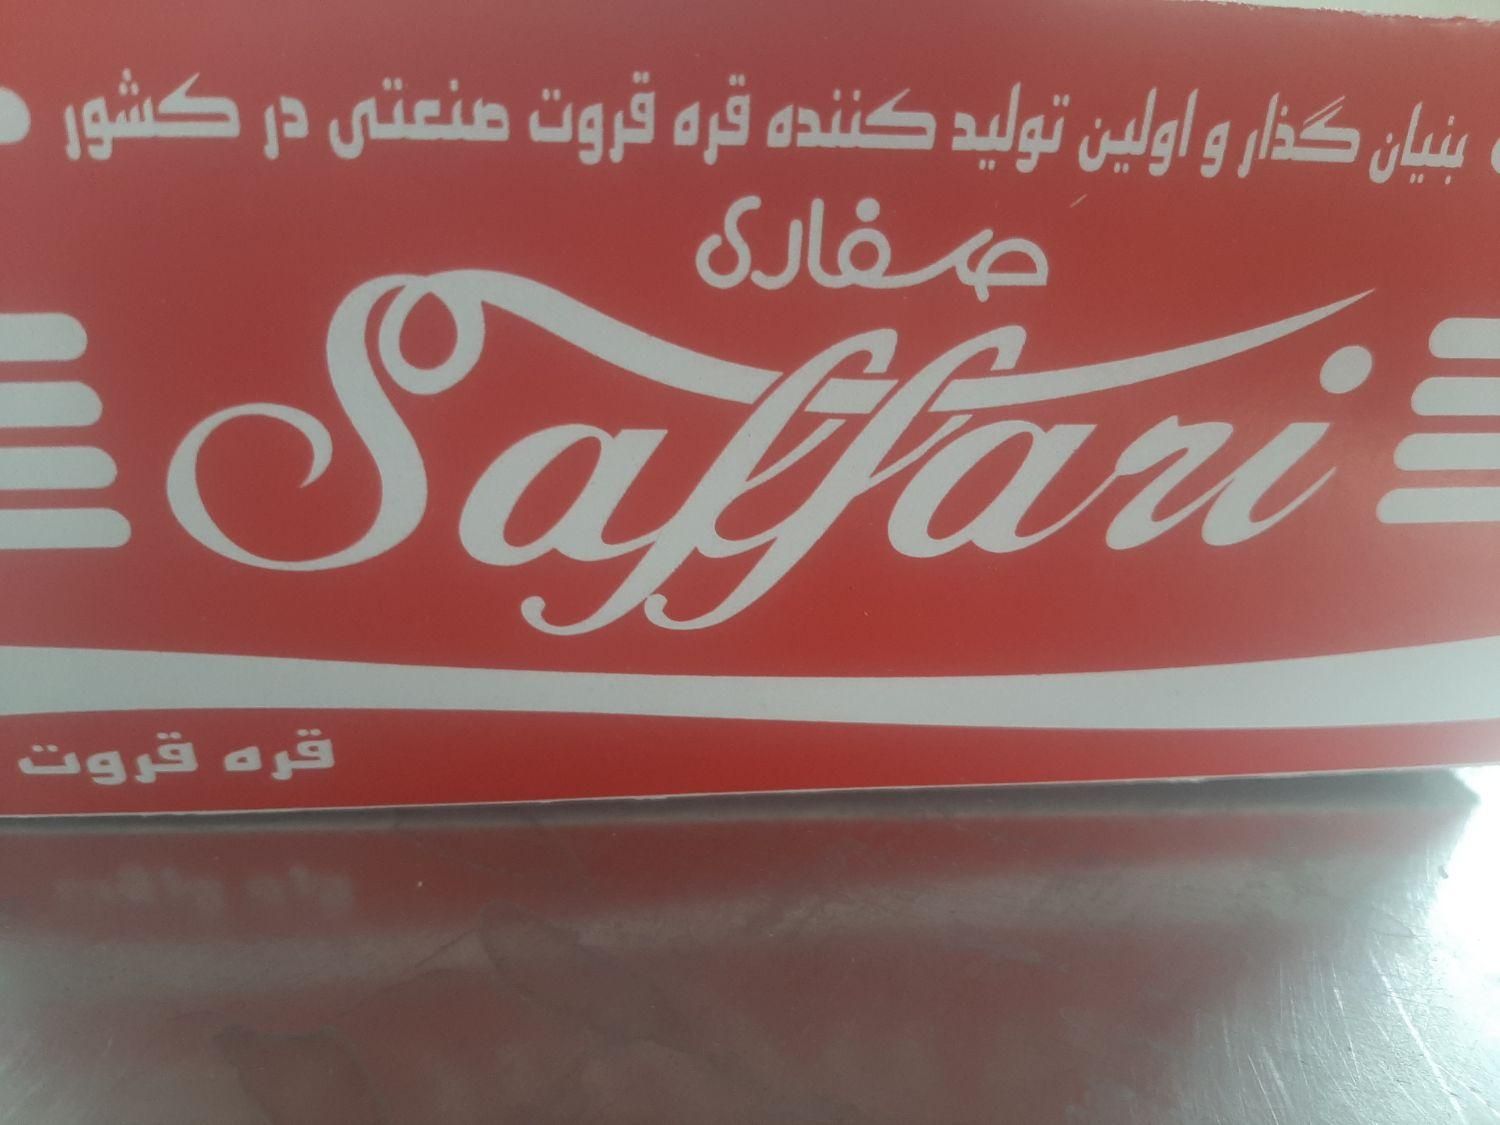 بنیان گذار و اولین تولید کننده قره قروت صنعتی در کشور
صفاری
Saffari
قره قروت